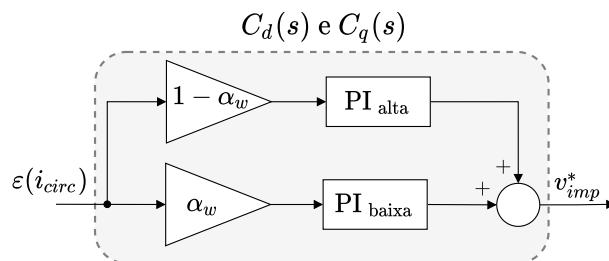 C_d(s) e C_q(s)
1 − α_w
PI alta
ε(i_circ)
α_w
PI baixa
+
+
v*_imp